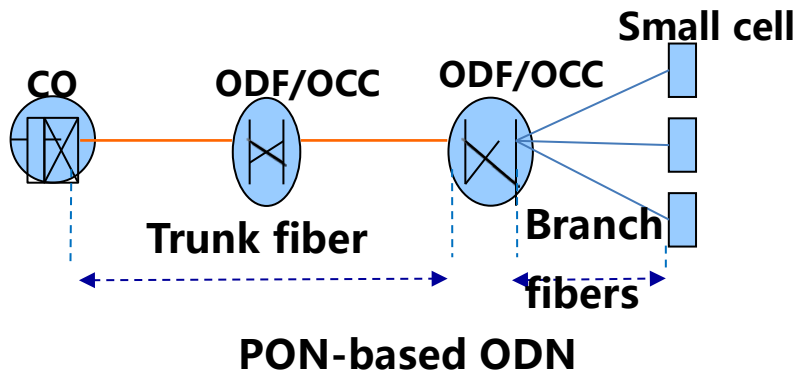 Small cell
CO
ODF/OCC
ODF/OCC
Trunk fiber
Branch
fibers
PON-based ODN